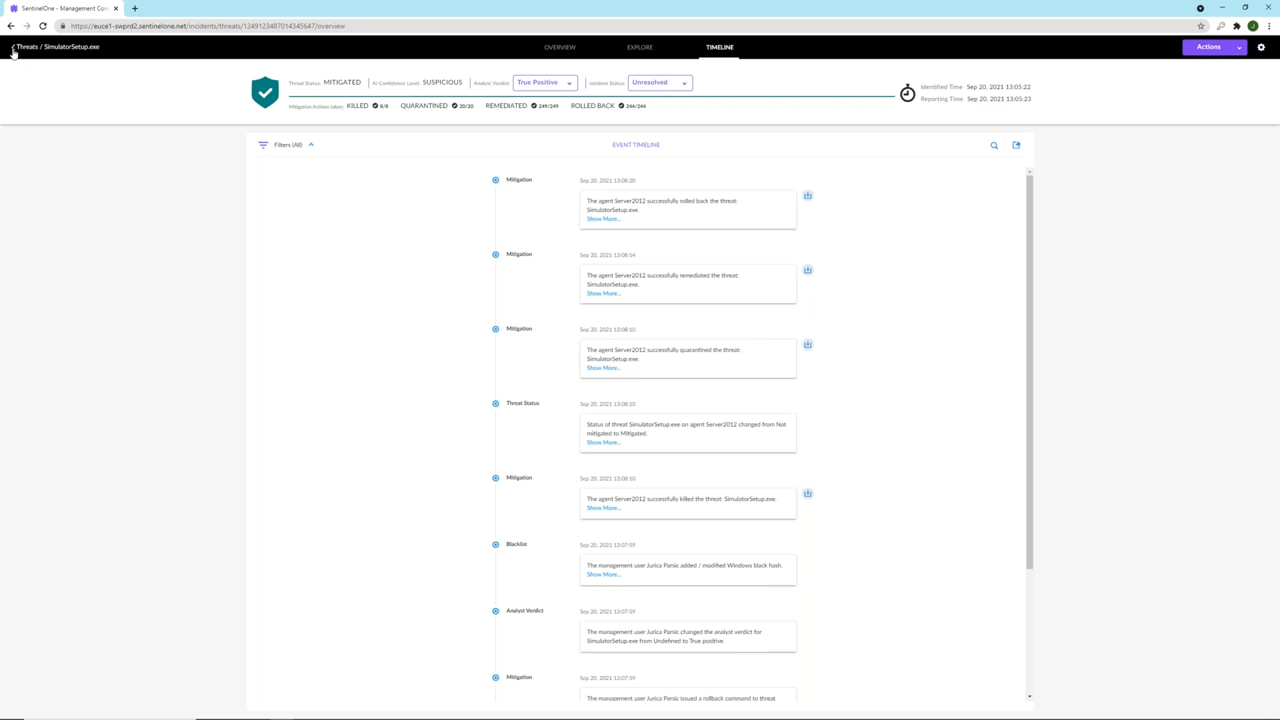 SentinelOne - Management Con
https://euce1-swprd2.sentinelone.net/incidents/threats/1249123487014345647/overview
Threats / SimulatorSetup.exe
OVERVIEW
EXPLORE
TIMELINE
Actions
Threat Status: MITIGATED
AI Confidence Level: SUSPICIOUS
Analyst Verdict: True Positive
Incident Status: Unresolved
Identified Time Sep 20, 2021 13:05:22
Mitigation Actions taken: KILLED 8/8 QUARANTINED 20/20 REMEDIATED 249/249 ROLLED BACK 244/244
Reporting Time Sep 20, 2021 13:05:23
Filters (All)
EVENT TIMELINE
Mitigation
Sep 20, 2021 13:08:20
The agent Server2012 successfully rolled back the threat:
SimulatorSetup.exe.
Show More...
Mitigation
Sep 20, 2021 13:08:14
The agent Server2012 successfully remediated the threat:
SimulatorSetup.exe.
Show More...
Mitigation
Sep 20, 2021 13:08:10
The agent Server2012 successfully quarantined the threat:
SimulatorSetup.exe.
Show More...
Threat Status
Sep 20, 2021 13:08:10
Status of threat SimulatorSetup.exe on agent Server2012 changed from Not
mitigated to Mitigated.
Show More...
Mitigation
Sep 20, 2021 13:08:10
The agent Server2012 successfully killed the threat: SimulatorSetup.exe.
Show More...
Blacklist
Sep 20, 2021 13:07:59
The management user Jurica Parsic added / modified Windows black hash.
Show More...
Analyst Verdict
Sep 20, 2021 13:07:59
The management user Jurica Parsic changed the analyst verdict for
SimulatorSetup.exe from Undefined to True positive.
Mitigation
Sep 20, 2021 13:07:59
The management user Jurica Parsic issued a rollback command to threat